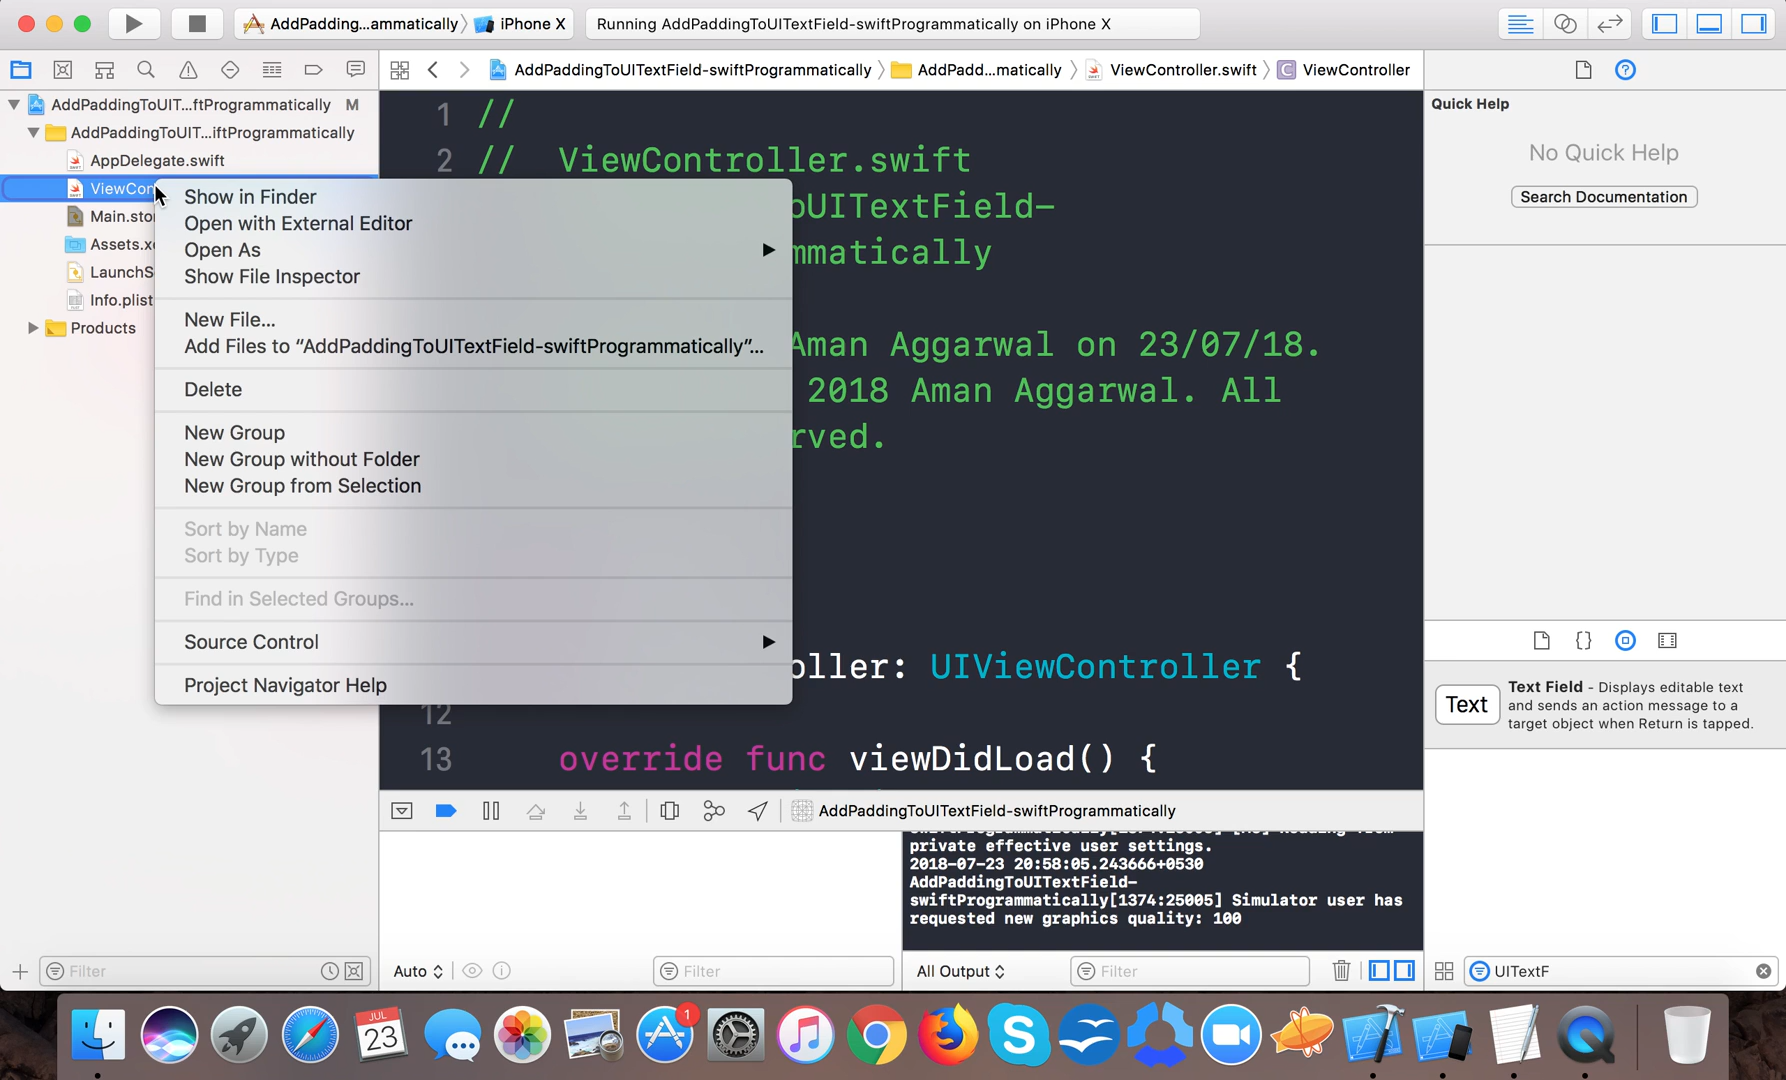 AddPadding...ammatically
iPhone X
Running AddPaddingToUITextField-swiftProgrammatically on iPhone X
AddPaddingToUITextField-swiftProgrammatically
AddPadd...matically
ViewController.swift
ViewController
AddPaddingToUIT...ftProgrammatically M
AddPaddingToUIT...iftProgrammatically
AppDelegate.swift
ViewCon
Main.stor
Assets.xc
LaunchS
Info.plist
Products
Show in Finder
Open with External Editor
Open As
Show File Inspector
New File...
Add Files to “AddPaddingToUITextField-swiftProgrammatically”...
Delete
New Group
New Group without Folder
New Group from Selection
Sort by Name
Sort by Type
Find in Selected Groups...
Source Control
Project Navigator Help
1 //
2 // ViewController.swift
oUITextField-
mmatically
Aman Aggarwal on 23/07/18.
2018 Aman Aggarwal. All
rved.
oller: UIViewController {
12
13 override func viewDidLoad() {
Quick Help
No Quick Help
Search Documentation
Text
Text Field - Displays editable text
and sends an action message to a
target object when Return is tapped.
AddPaddingToUITextField-swiftProgrammatically
private effective user settings.
2018-07-23 20:58:05.243666+0530
AddPaddingToUITextField-
swiftProgrammatically[1374:25005] Simulator user has
requested new graphics quality: 100
Filter
Auto
Filter
All Output
Filter
UITextF
JUL
23
1